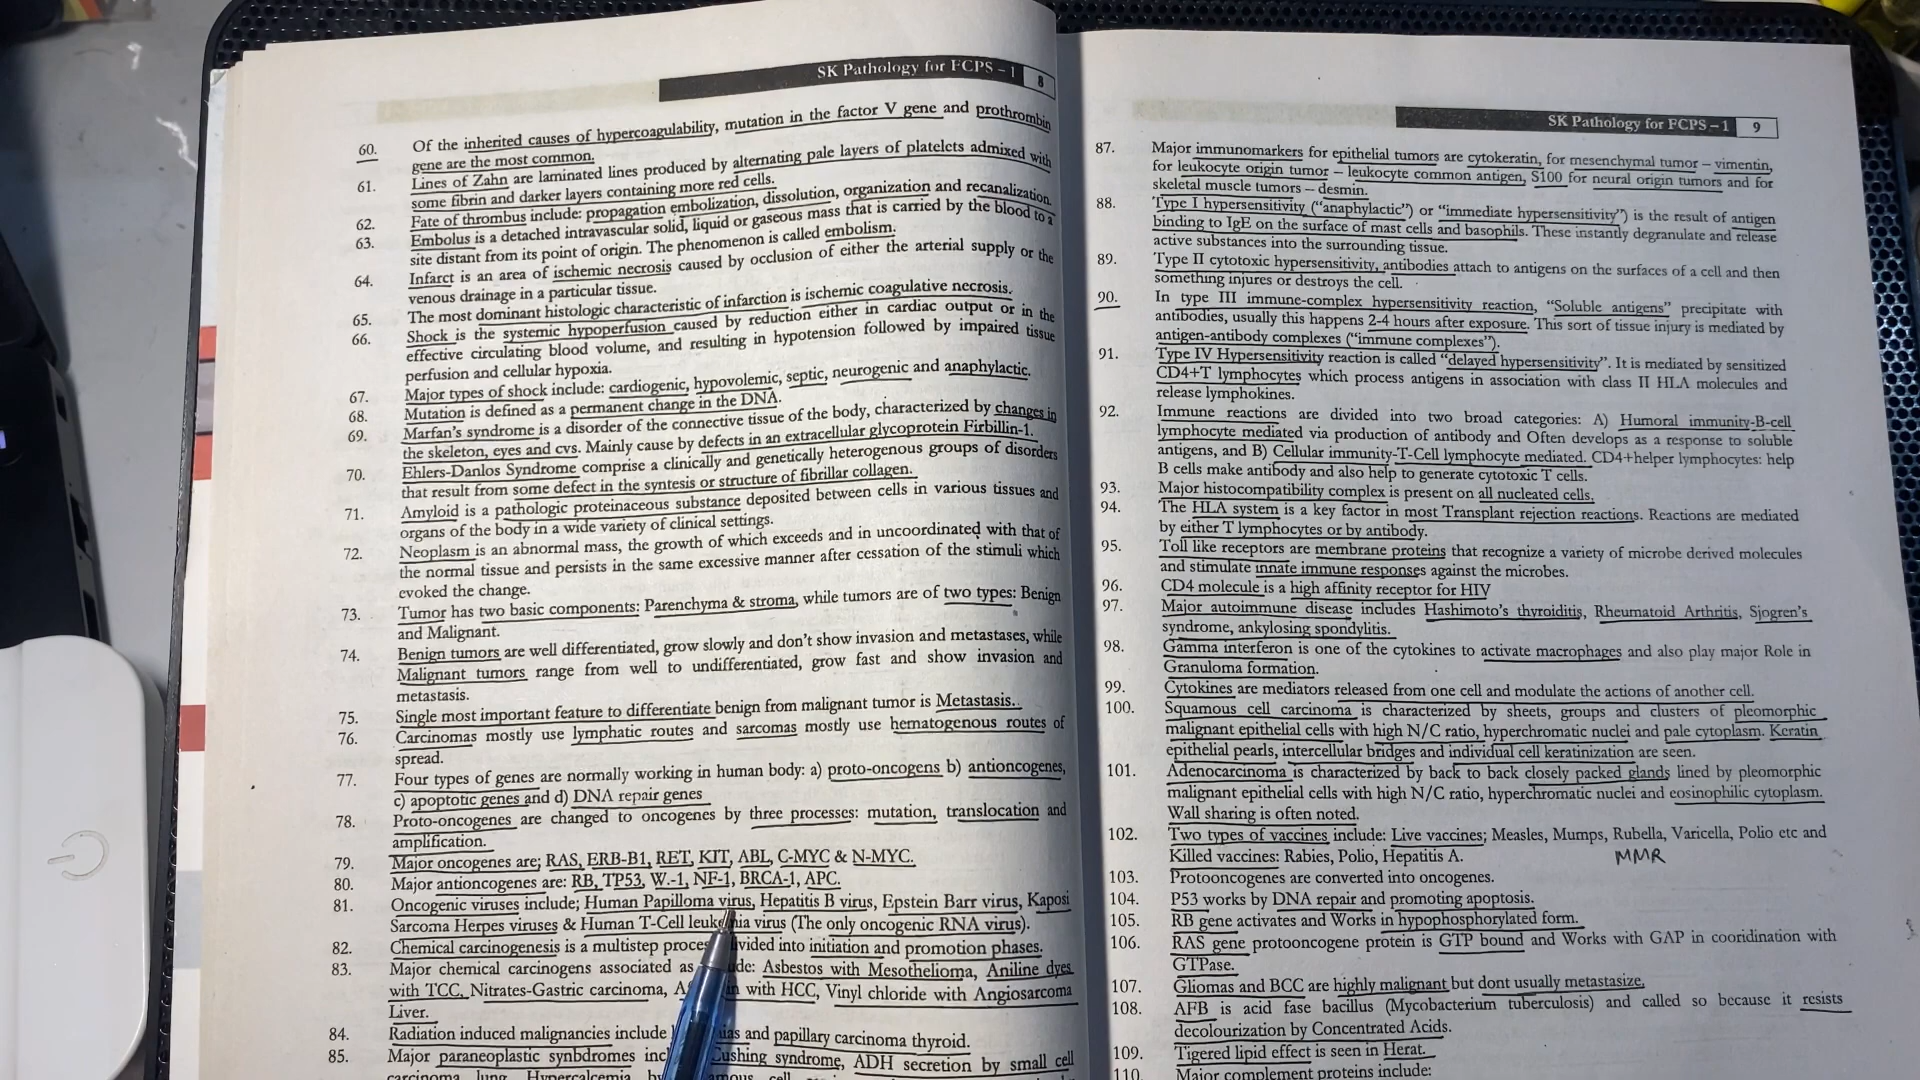 SK Pathology for FCPS – 1 8
60. Of the inherited causes of hypercoagulability, mutation in the factor V gene and prothrombin
gene are the most common.
61. Lines of Zahn are laminated lines produced by alternating pale layers of platelets admixed with
some fibrin and darker layers containing more red cells.
62. Fate of thrombus include: propagation embolization, dissolution, organization and recanalization.
63. Embolus is a detached intravascular solid, liquid or gaseous mass that is carried by the blood to a
site distant from its point of origin. The phenomenon is called embolism.
64. Infarct is an area of ischemic necrosis caused by occlusion of either the arterial supply or the
venous drainage in a particular tissue.
65. The most dominant histologic characteristic of infarction is ischemic coagulative necrosis.
66. Shock is the systemic hypoperfusion caused by reduction either in cardiac output or in the
effective circulating blood volume, and resulting in hypotension followed by impaired tissue
perfusion and cellular hypoxia.
67. Major types of shock include: cardiogenic, hypovolemic, septic, neurogenic and anaphylactic.
68. Mutation is defined as a permanent change in the DNA.
69. Marfan's syndrome is a disorder of the connective tissue of the body, characterized by changes in
the skeleton, eyes and cvs. Mainly cause by defects in an extracellular glycoprotein Firbillin-1.
70. Ehlers-Danlos Syndrome comprise a clinically and genetically heterogenous groups of disorders
that result from some defect in the syntesis or structure of fibrillar collagen.
71. Amyloid is a pathologic proteinaceous substance deposited between cells in various tissues and
organs of the body in a wide variety of clinical settings.
72. Neoplasm is an abnormal mass, the growth of which exceeds and in uncoordinated with that of
the normal tissue and persists in the same excessive manner after cessation of the stimuli which
evoked the change.
73. Tumor has two basic components: Parenchyma & stroma, while tumors are of two types: Benign
and Malignant.
74. Benign tumors are well differentiated, grow slowly and don't show invasion and metastases, while
Malignant tumors range from well to undifferentiated, grow fast and show invasion and
metastasis.
75. Single most important feature to differentiate benign from malignant tumor is Metastasis..
76. Carcinomas mostly use lymphatic routes and sarcomas mostly use hematogenous routes of
spread.
77. Four types of genes are normally working in human body: a) proto-oncogens b) antioncogenes,
c) apoptotic genes and d) DNA repair genes
78. Proto-oncogenes are changed to oncogenes by three processes: mutation, translocation and
amplification.
79. Major oncogenes are; RAS, ERB-B1, RET, KIT, ABL, C-MYC & N-MYC.
80. Major antioncogenes are: RB, TP53, W.-1, NF-1, BRCA-1, APC.
81. Oncogenic viruses include; Human Papilloma virus, Hepatitis B virus, Epstein Barr virus, Kaposi
Sarcoma Herpes viruses & Human T-Cell leukemia virus (The only oncogenic RNA virus).
82. Chemical carcinogenesis is a multistep divided into initiation and promotion phases.
83. Major chemical carcinogens associated as Asbestos with Mesothelioma, Aniline dyes
with TCC, Nitrates-Gastric carcinoma, with HCC, Vinyl chloride with Angiosarcoma
Liver.
84. Radiation induced malignancies include and papillary carcinoma thyroid.
85. Major paraneoplastic synbdromes Cushing syndrome, ADH secretion by small cell
carcinoma lung, Hypercalcemia cell
SK Pathology for FCPS – 1 9
87. Major immunomarkers for epithelial tumors are cytokeratin, for mesenchymal tumor – vimentin,
for leukocyte origin tumor – leukocyte common antigen, S100 for neural origin tumors and for
skeletal muscle tumors – desmin.
88. Type I hypersensitivity ("anaphylactic") or "immediate hypersensitivity") is the result of antigen
binding to IgE on the surface of mast cells and basophils. These instantly degranulate and release
active substances into the surrounding tissue.
89. Type II cytotoxic hypersensitivity, antibodies attach to antigens on the surfaces of a cell and then
something injures or destroys the cell.
90. In type III immune-complex hypersensitivity reaction, "Soluble antigens" precipitate with
antibodies, usually this happens 2-4 hours after exposure. This sort of tissue injury is mediated by
antigen-antibody complexes ("immune complexes").
91. Type IV Hypersensitivity reaction is called "delayed hypersensitivity". It is mediated by sensitized
CD4+T lymphocytes which process antigens in association with class II HLA molecules and
release lymphokines.
92. Immune reactions are divided into two broad categories: A) Humoral immunity-B-cell
lymphocyte mediated via production of antibody and Often develops as a response to soluble
antigens, and B) Cellular immunity-T-Cell lymphocyte mediated. CD4+helper lymphocytes: help
B cells make antibody and also help to generate cytotoxic T cells.
93. Major histocompatibility complex is present on all nucleated cells.
94. The HLA system is a key factor in most Transplant rejection reactions. Reactions are mediated
by either T lymphocytes or by antibody.
95. Toll like receptors are membrane proteins that recognize a variety of microbe derived molecules
and stimulate innate immune responses against the microbes.
96. CD4 molecule is a high affinity receptor for HIV
97. Major autoimmune disease includes Hashimoto's thyroiditis, Rheumatoid Arthritis, Sjogren's
syndrome, ankylosing spondylitis.
98. Gamma interferon is one of the cytokines to activate macrophages and also play major Role in
Granuloma formation.
99. Cytokines are mediators released from one cell and modulate the actions of another cell.
100. Squamous cell carcinoma is characterized by sheets, groups and clusters of pleomorphic
malignant epithelial cells with high N/C ratio, hyperchromatic nuclei and pale cytoplasm. Keratin
epithelial pearls, intercellular bridges and individual cell keratinization are seen.
101. Adenocarcinoma is characterized by back to back closely packed glands lined by pleomorphic
malignant epithelial cells with high N/C ratio, hyperchromatic nuclei and eosinophilic cytoplasm.
Wall sharing is often noted.
102. Two types of vaccines include: Live vaccines; Measles, Mumps, Rubella, Varicella, Polio etc and
Killed vaccines: Rabies, Polio, Hepatitis A. MMR
103. Protooncogenes are converted into oncogenes.
104. P53 works by DNA repair and promoting apoptosis.
105. RB gene activates and Works in hypophosphorylated form.
106. RAS gene protooncogene protein is GTP bound and Works with GAP in cooridination with
GTPase.
107. Gliomas and BCC are highly malignant but dont usually metastasize.
108. AFB is acid fase bacillus (Mycobacterium tuberculosis) and called so because it resists
decolourization by Concentrated Acids.
109. Tigered lipid effect is seen in Herat.
110. Major complement proteins include: